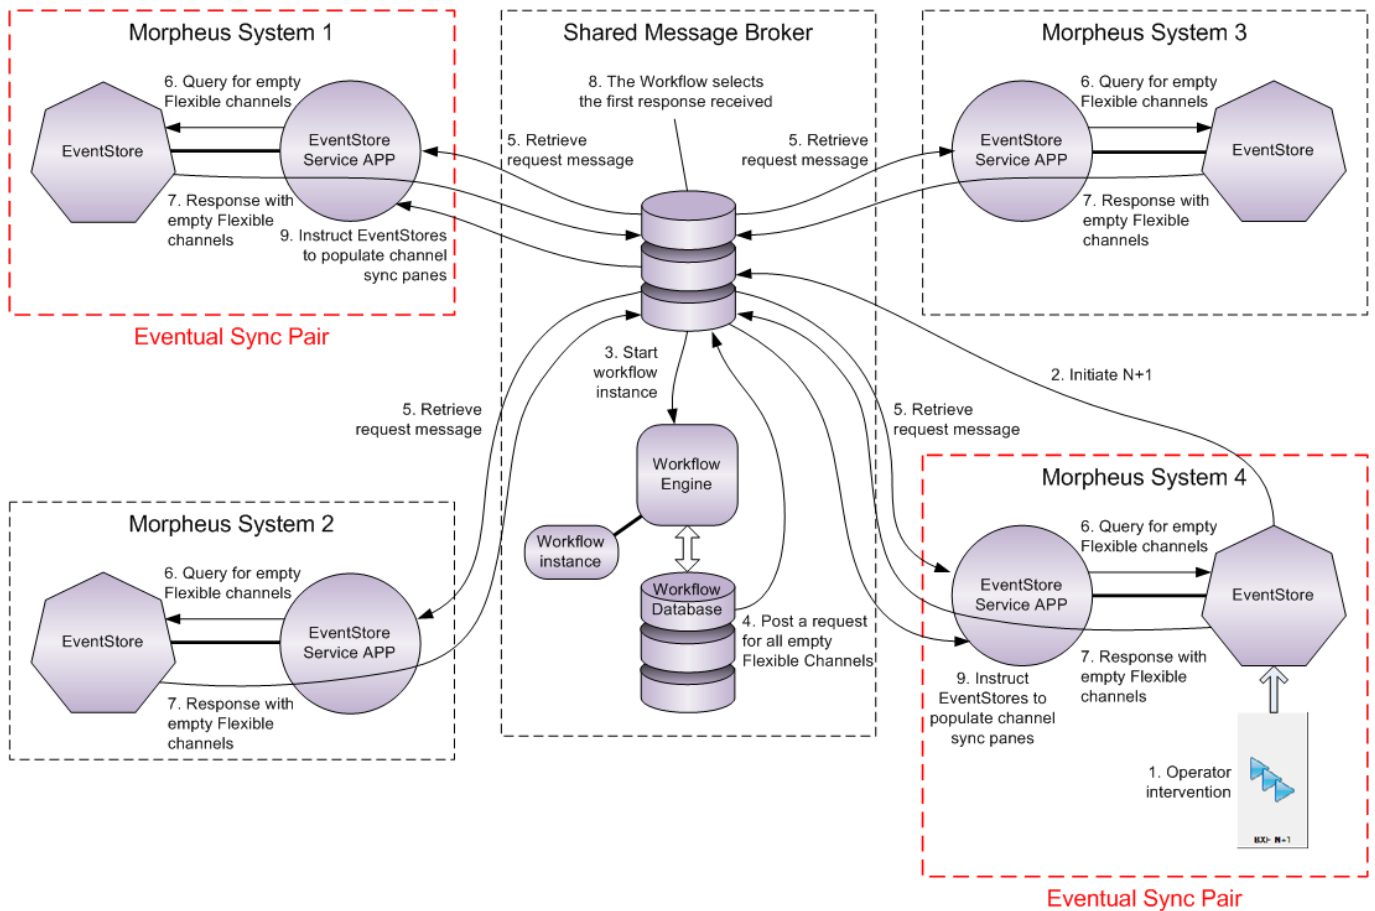 Morpheus System 1
6. Query for empty
Flexible channels
EventStore
EventStore
Service APP
7. Response with
empty Flexible
channels
9. Instruct EventStores
to populate channel
sync panes
Eventual Sync Pair
Shared Message Broker
8. The Workflow selects
the first response received
5. Retrieve
request message
5. Retrieve
request message
Morpheus System 3
6. Query for empty
Flexible channels
EventStore
Service APP
EventStore
7. Response with
empty Flexible
channels
3. Start
workflow
instance
2. Initiate N+1
5. Retrieve
request message
5. Retrieve
request message
Workflow
Engine
Workflow
instance
Workflow
Database
4. Post a request
for all empty
Flexible Channels
Morpheus System 2
6. Query for empty
Flexible channels
EventStore
EventStore
Service APP
7. Response with
empty Flexible
channels
Morpheus System 4
6. Query for empty
Flexible channels
EventStore
Service APP
EventStore
7. Response with
empty Flexible
channels
9. Instruct
EventStores to
populate channel
sync panes
1. Operator
intervention
BXF N+1
Eventual Sync Pair